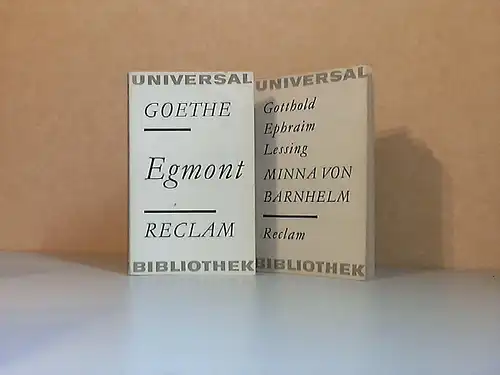 UNIVERSAL
GOETHE
Egmont
RECLAM
BIBLIOTHEK
UNIVERSAL
Gotthold
Ephraim
Lessing
MINNA VON
BARNHELM
Reclam
BIBLIOTHEK